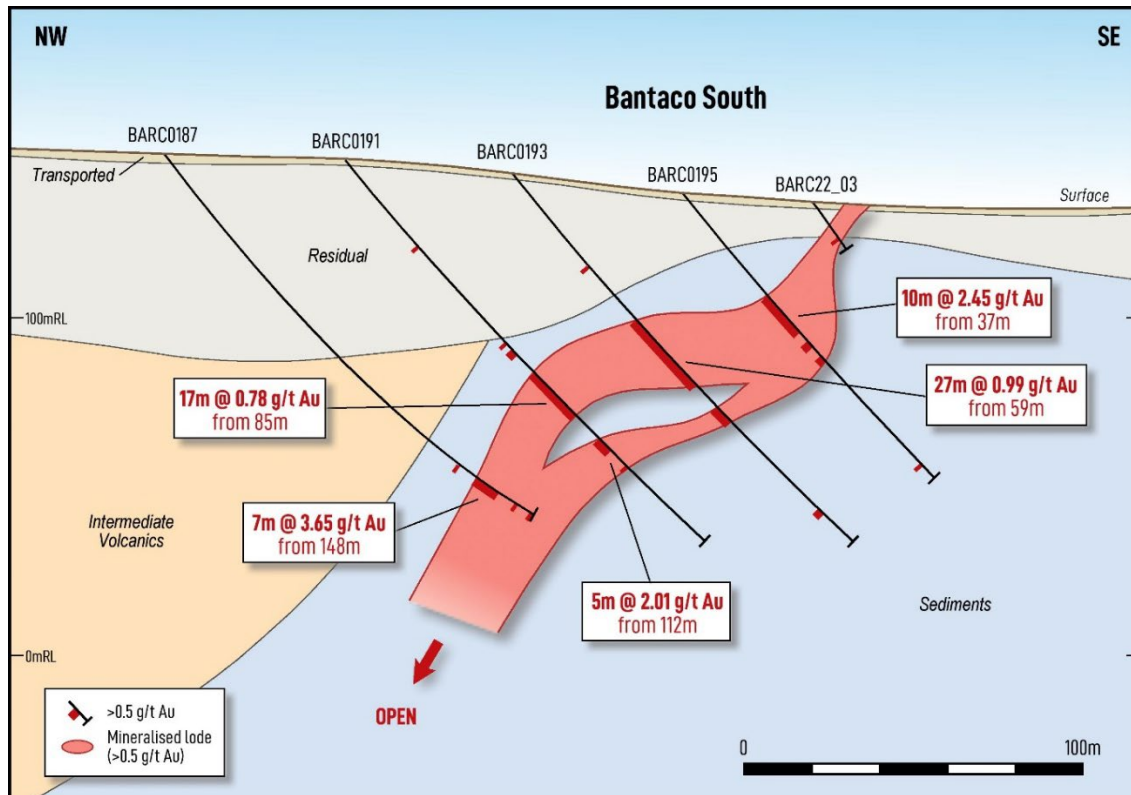 NW
SE
Bantaco South
BARC0187
BARC0191
BARC0193
BARC0195
BARC22_03
Transported
Surface
Residual
100mRL
10m @ 2.45 g/t Au
from 37m
17m @ 0.78 g/t Au
from 85m
27m @ 0.99 g/t Au
from 59m
Intermediate
Volcanics
7m @ 3.65 g/t Au
from 148m
5m @ 2.01 g/t Au
from 112m
Sediments
0mRL
OPEN
>0.5 g/t Au
Mineralised lode
(>0.5 g/t Au)
0
100m